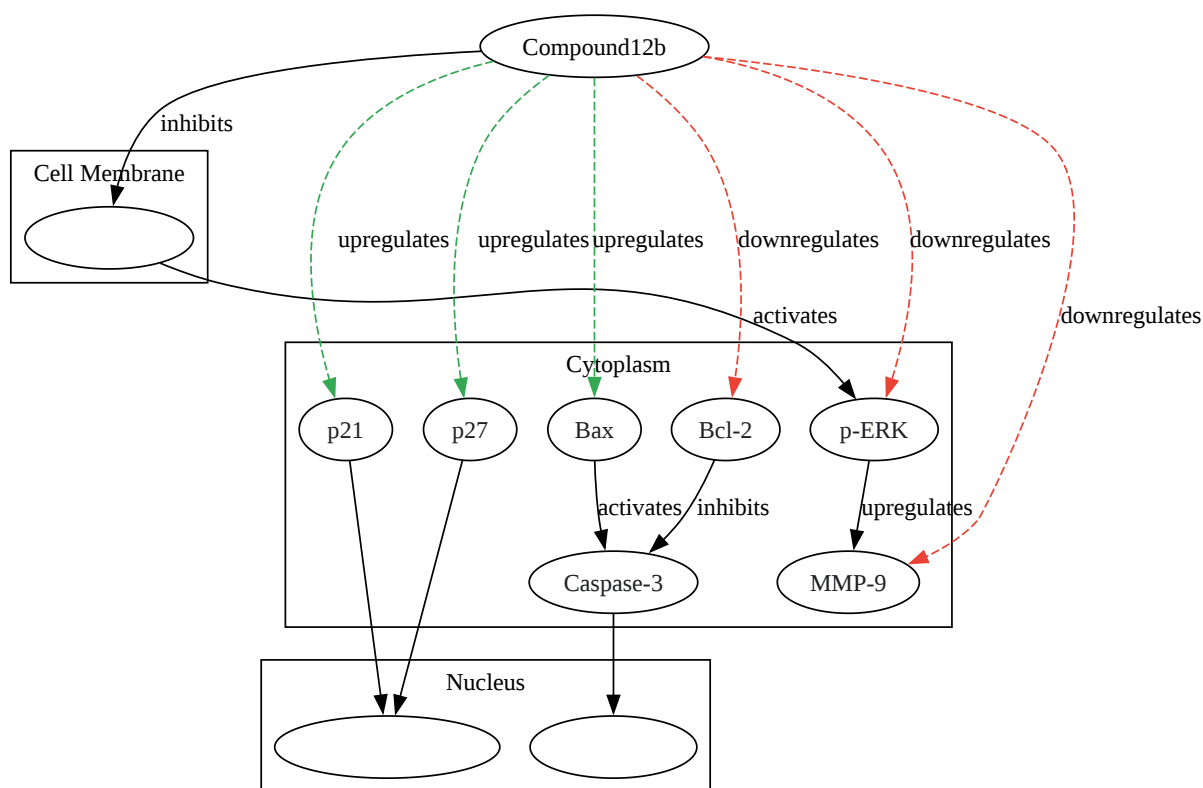 Compound12b
inhibits
Cell Membrane
upregulates
upregulates
upregulates
downregulates
downregulates
activates
downregulates
Cytoplasm
p21
p27
Bax
Bcl-2
p-ERK
activates
inhibits
upregulates
Caspase-3
MMP-9
Nucleus